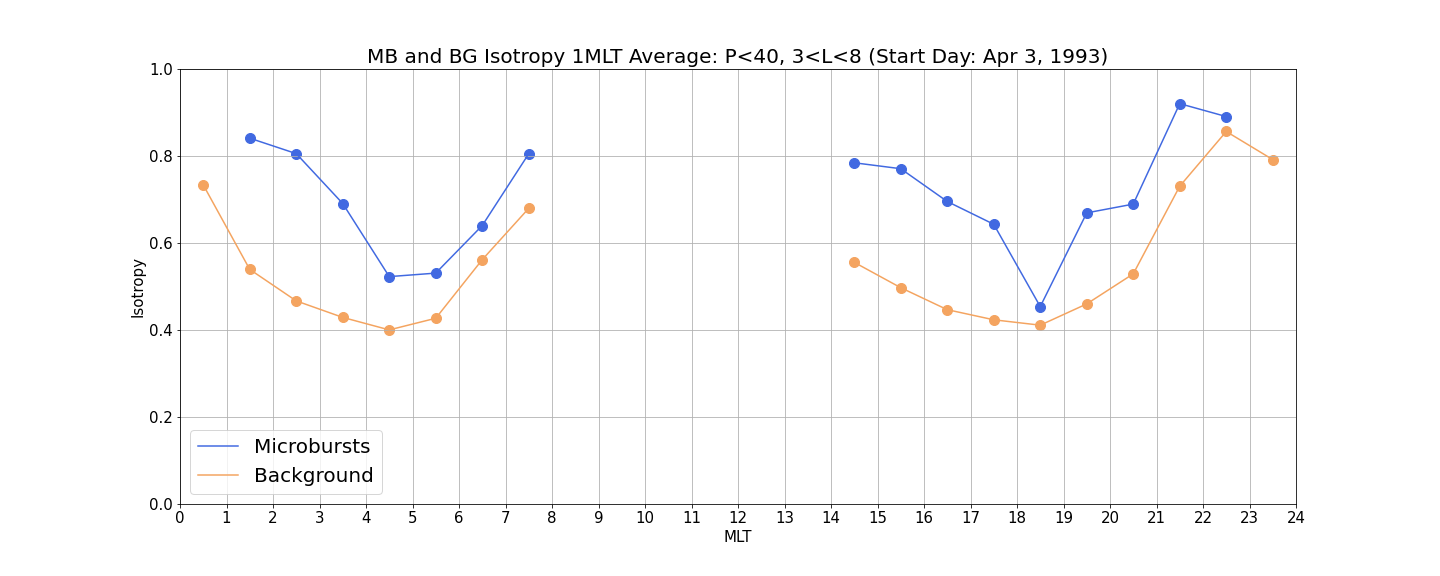 MB and BG Isotropy 1MLT Average: P<40, 3<L<8 (Start Day: Apr 3, 1993)
1.0
0.8
0.6
0.4
0.2
0.0
Isotropy
Microbursts
Background
0 1 2 3 4 5 6 7 8 9 10 11 12 13 14 15 16 17 18 19 20 21 22 23 24
MLT